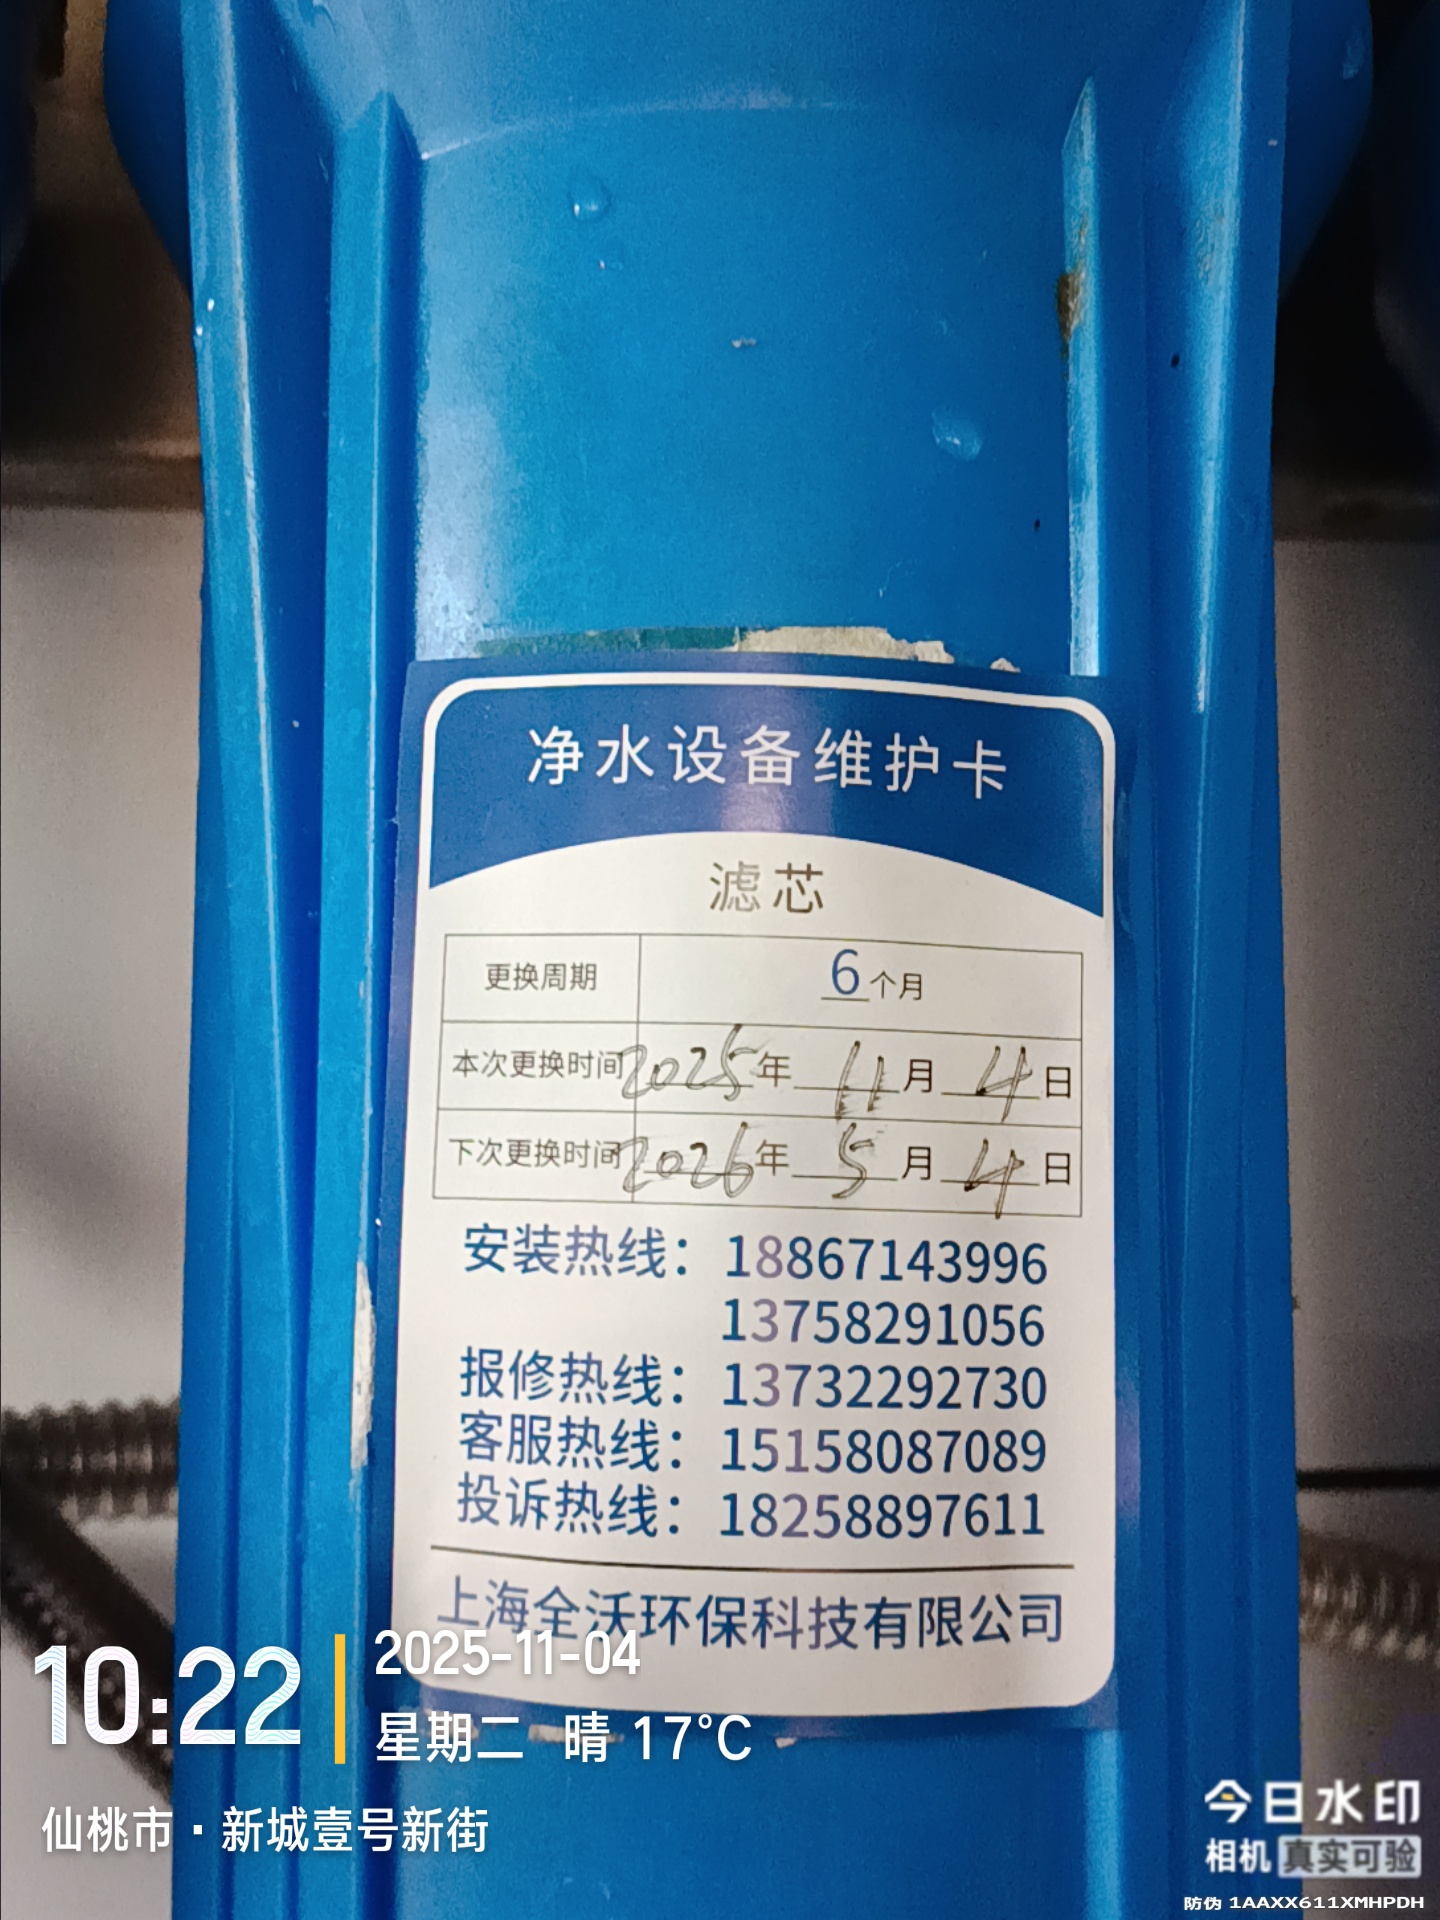 净水设备维护卡
滤芯
更换周期 6个月
本次更换时间 2025年 11月 4日
下次更换时间 2026年 5月 4日
安装热线：18867143996
13758291056
报修热线：13732292730
客服热线：15158087089
投诉热线：18258897611
上海全沃环保科技有限公司
10:22
2025-11-04
星期二 晴 17°C
仙桃市·新城壹号新街
今日水印
相机 真实可验
防伪 1AAXX611XMHPDH